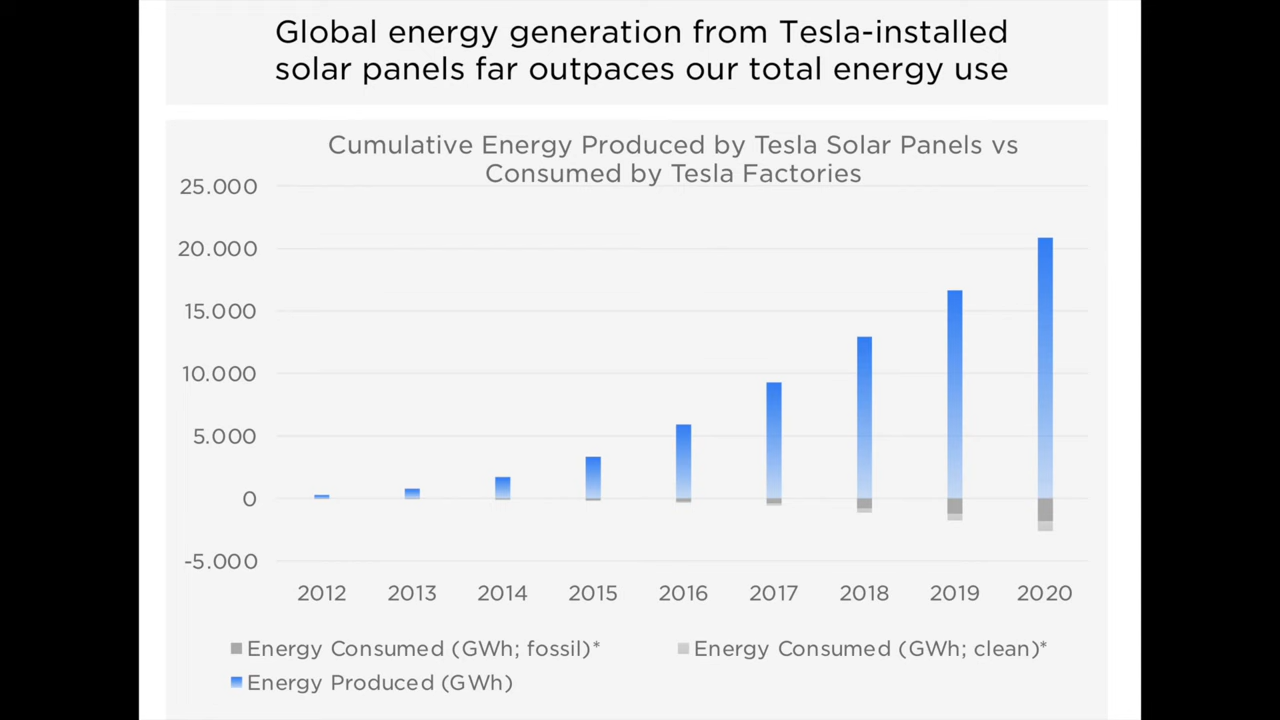 Global energy generation from Tesla-installed
solar panels far outpaces our total energy use
Cumulative Energy Produced by Tesla Solar Panels vs
Consumed by Tesla Factories
25.000
20.000
15.000
10.000
5.000
0
-5.000
2012 2013 2014 2015 2016 2017 2018 2019 2020
Energy Consumed (GWh; fossil)* Energy Consumed (GWh; clean)*
Energy Produced (GWh)